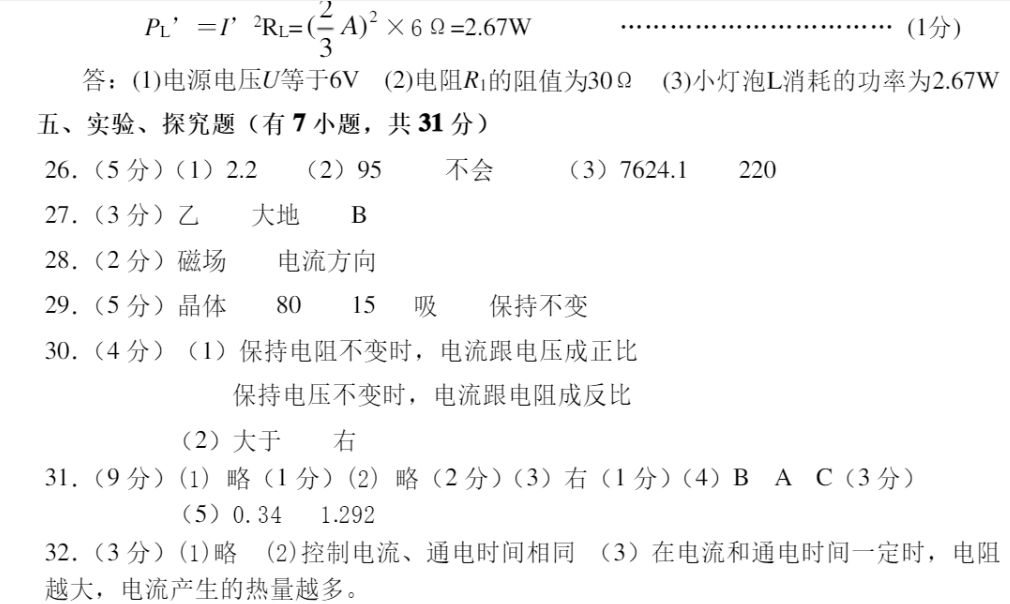 PL’ =I’ ²RL=(2/3 A)²×6Ω=2.67W …………………………… (1分)
答：(1)电源电压U等于6V (2)电阻R1的阻值为30Ω (3)小灯泡L消耗的功率为2.67W
五、实验、探究题（有 7 小题，共 31 分）
26．（5 分）（1）2.2 （2）95 不会 （3）7624.1 220
27．（3 分）乙 大地 B
28．（2 分）磁场 电流方向
29．（5 分）晶体 80 15 吸 保持不变
30．（4 分）（1）保持电阻不变时，电流跟电压成正比
保持电压不变时，电流跟电阻成反比
（2）大于 右
31．（9 分）(1) 略（1 分）(2) 略（2 分）（3）右（1 分）（4）B A C（3 分）
（5）0.34 1.292
32．（3 分）(1)略 (2)控制电流、通电时间相同 （3）在电流和通电时间一定时，电阻
越大，电流产生的热量越多。